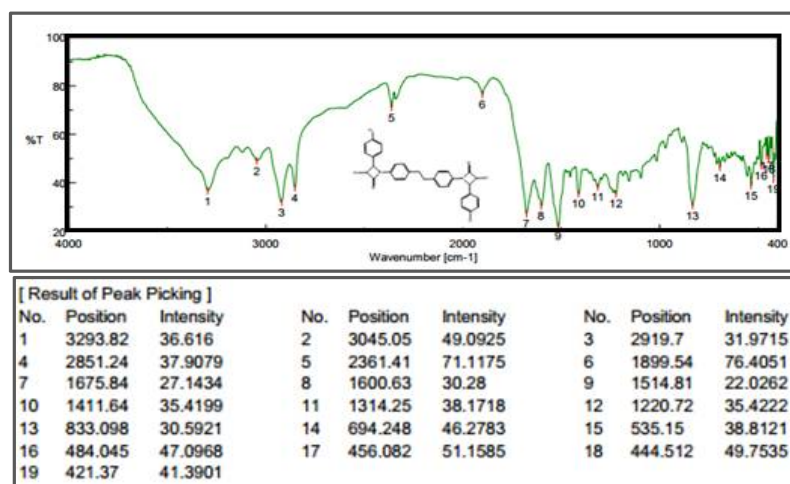 100
80
%T
60
40
20
1
2
3
4
5
6
7
8
9
10
11
12
13
14
15
16
19
4000 3000 2000 1000 400
Wavenumber [cm-1]
[ Result of Peak Picking ]
No. Position Intensity No. Position Intensity No. Position Intensity
1 3293.82 36.616 2 3045.05 49.0925 3 2919.7 31.9715
4 2851.24 37.9079 5 2361.41 71.1175 6 1899.54 76.4051
7 1675.84 27.1434 8 1600.63 30.28 9 1514.81 22.0262
10 1411.64 35.4199 11 1314.25 38.1718 12 1220.72 35.4222
13 833.098 30.5921 14 694.248 46.2783 15 535.15 38.8121
16 484.045 47.0968 17 456.082 51.1585 18 444.512 49.7535
19 421.37 41.3901